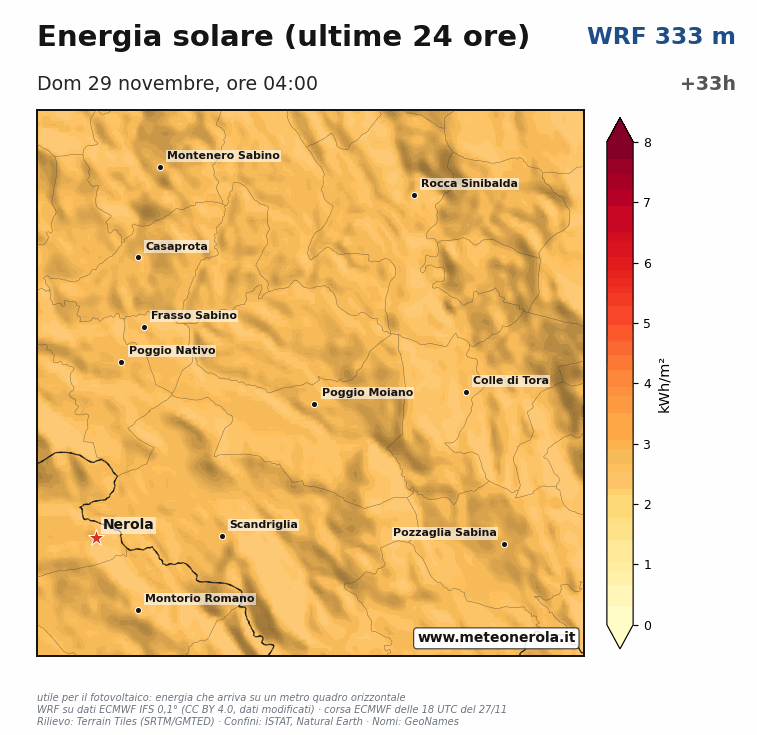 Energia solare (ultime 24 ore)
WRF 333 m
Dom 29 novembre, ore 04:00
+33h
Montenero Sabino
Rocca Sinibalda
Casaprota
Frasso Sabino
Poggio Nativo
Poggio Moiano
Colle di Tora
Nerola
Scandriglia
Pozzaglia Sabina
Montorio Romano
www.meteonerola.it
8
7
6
5
4
3
2
1
0
kWh/m²
utile per il fotovoltaico: energia che arriva su un metro quadro orizzontale
WRF su dati ECMWF IFS 0,1° (CC BY 4.0, dati modificati) · corsa ECMWF delle 18 UTC del 27/11
Rilievo: Terrain Tiles (SRTM/GMTED) · Confini: ISTAT, Natural Earth · Nomi: GeoNames